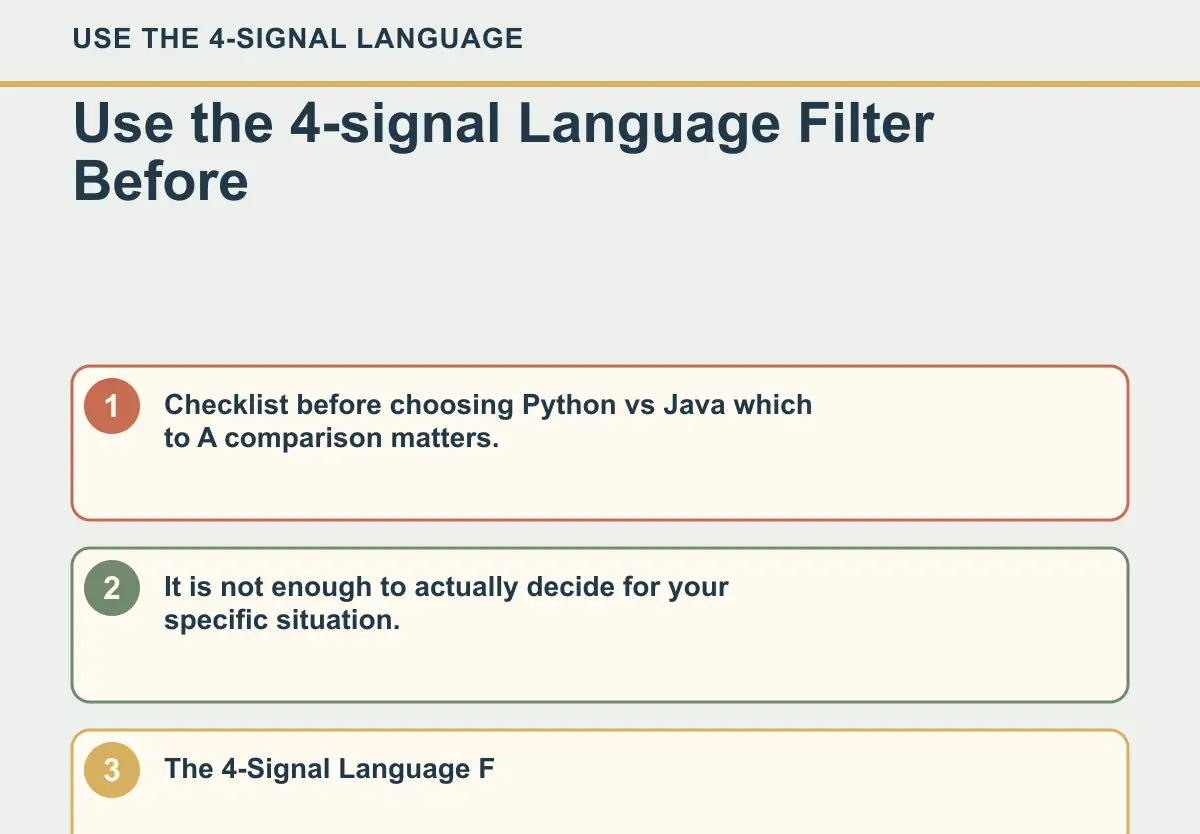 USE THE 4-SIGNAL LANGUAGE
Use the 4-signal Language Filter
Before
1
Checklist before choosing Python vs Java which
to A comparison matters.
2
It is not enough to actually decide for your
specific situation.
3
The 4-Signal Language F